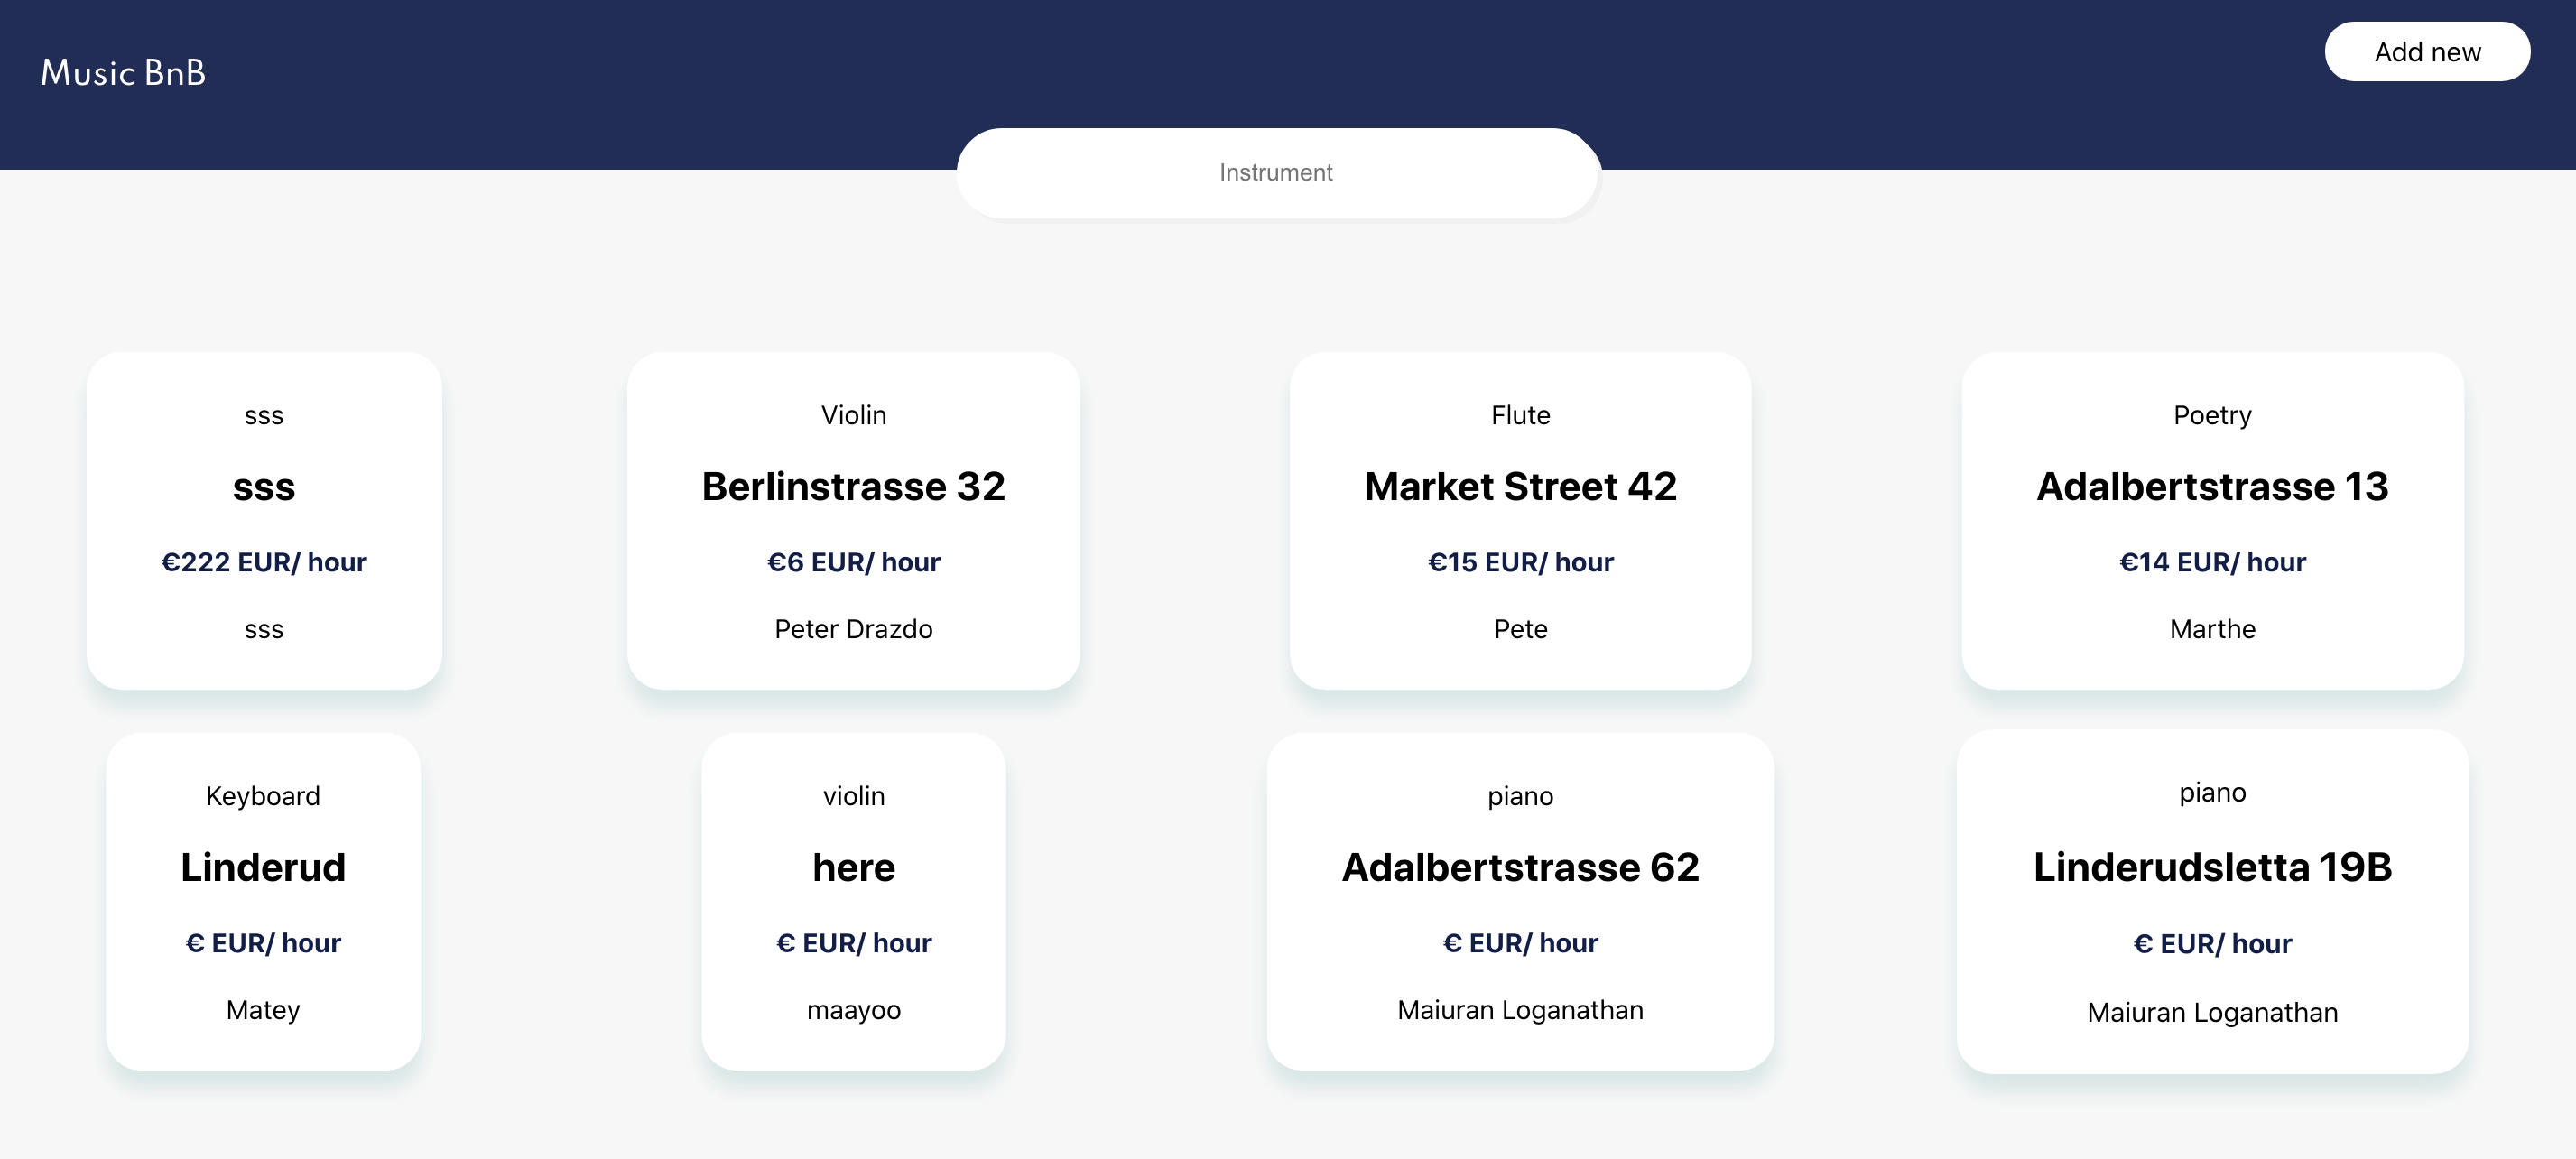 Music BnB
Add new
Instrument
sss
sss
€222 EUR/ hour
sss
Violin
Berlinstrasse 32
€6 EUR/ hour
Peter Drazdo
Flute
Market Street 42
€15 EUR/ hour
Pete
Poetry
Adalbertstrasse 13
€14 EUR/ hour
Marthe
Keyboard
Linderud
€ EUR/ hour
Matey
violin
here
€ EUR/ hour
maayoo
piano
Adalbertstrasse 62
€ EUR/ hour
Maiuran Loganathan
piano
Linderudsletta 19B
€ EUR/ hour
Maiuran Loganathan